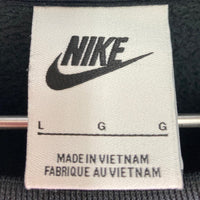 NIKE
L G G
MADE IN VIETNAM
FABRIQUE AU VIETNAM